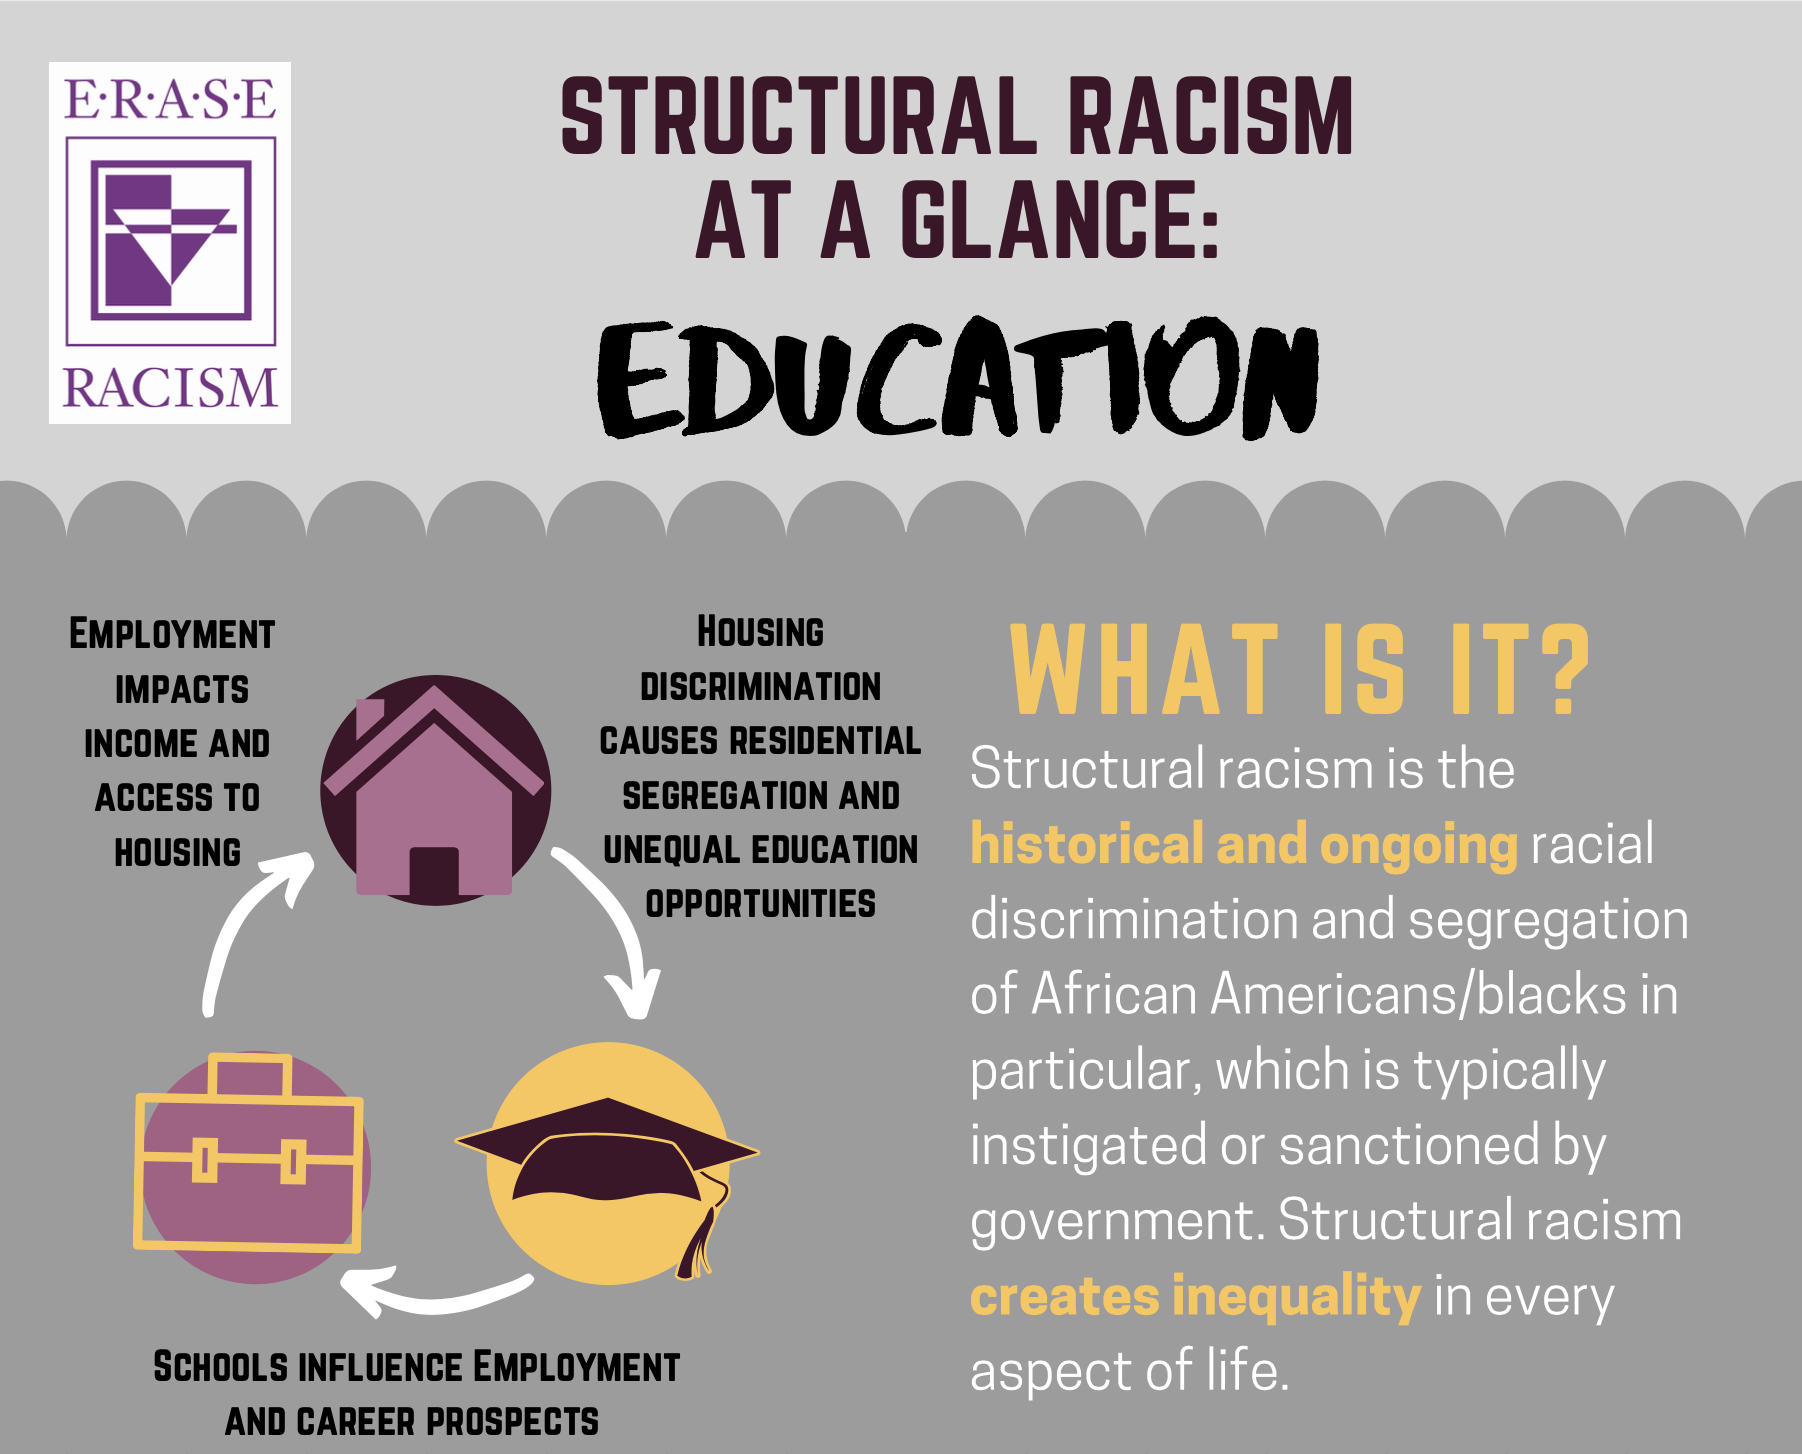 E·R·A·S·E
RACISM
STRUCTURAL RACISM
AT A GLANCE:
EDUCATION
EMPLOYMENT
IMPACTS
INCOME AND
ACCESS TO
HOUSING
HOUSING
DISCRIMINATION
CAUSES RESIDENTIAL
SEGREGATION AND
UNEQUAL EDUCATION
OPPORTUNITIES
SCHOOLS INFLUENCE EMPLOYMENT
AND CAREER PROSPECTS
WHAT IS IT?
Structural racism is the
historical and ongoing racial
discrimination and segregation
of African Americans/blacks in
particular, which is typically
instigated or sanctioned by
government. Structural racism
creates inequality in every
aspect of life.